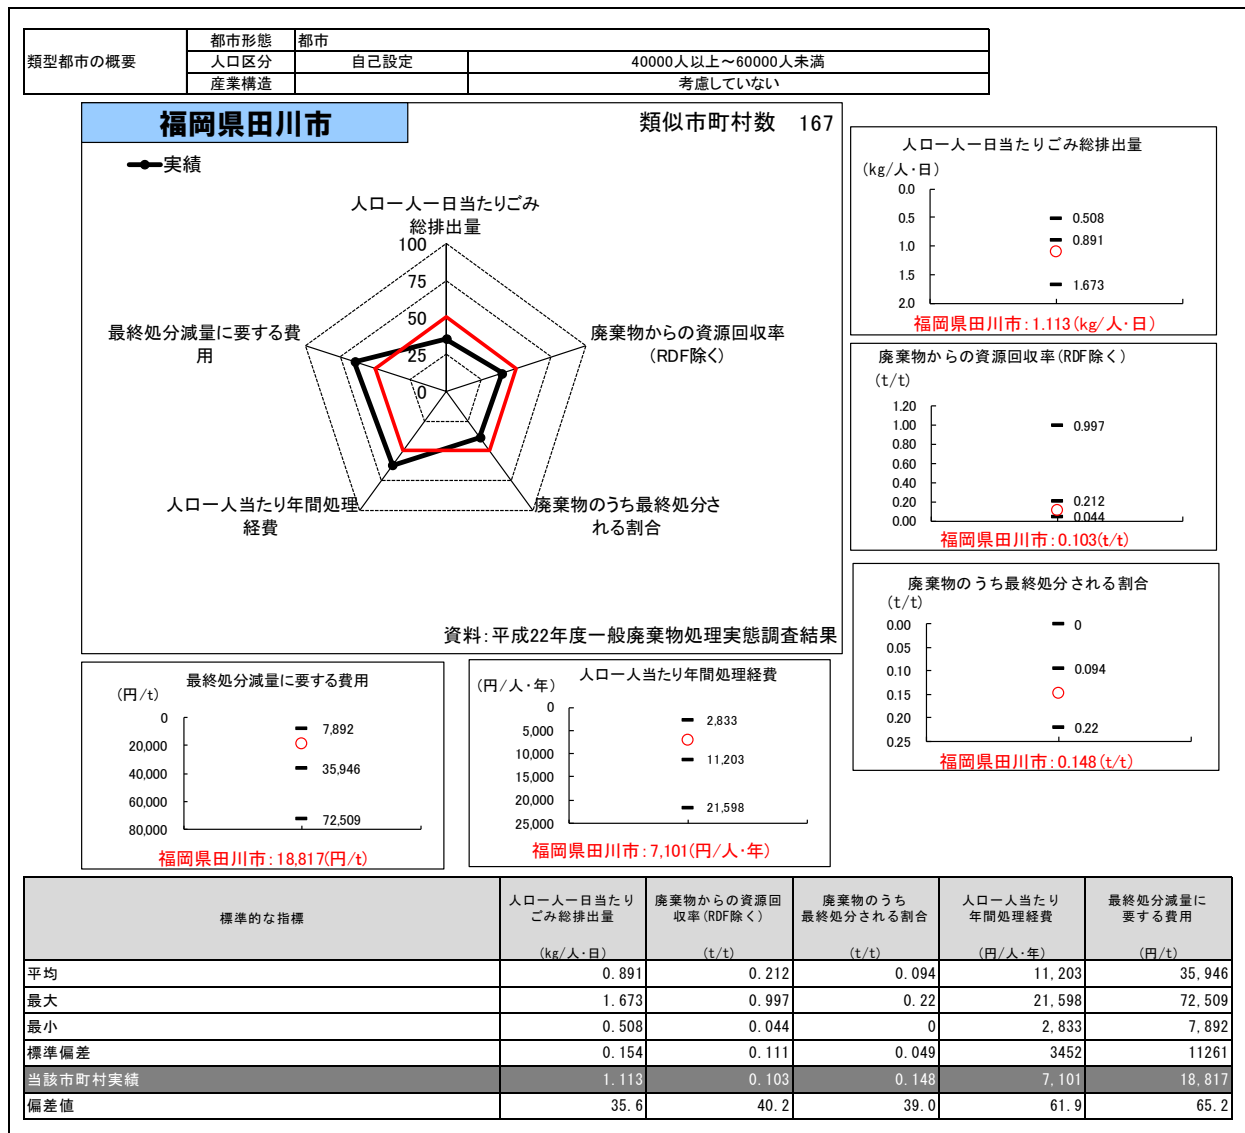 類型都市の概要
都市形態 都市
人口区分 自己設定 40000人以上～60000人未満
産業構造 考慮していない
福岡県田川市
類似市町村数 167
実績
人口一人一日当たりごみ
総排出量
100
75
50
25
0
廃棄物からの資源回収率
(RDF除く)
廃棄物のうち最終処分さ
れる割合
人口一人当たり年間処理
経費
最終処分減量に要する費
用
資料:平成22年度一般廃棄物処理実態調査結果
人口一人一日当たりごみ総排出量
(kg/人・日)
0.0
0.5
1.0
1.5
2.0
0.508
0.891
1.673
福岡県田川市:1.113(kg/人・日)
廃棄物からの資源回収率(RDF除く)
(t/t)
1.20
1.00
0.80
0.60
0.40
0.20
0.00
0.997
0.212
0.044
福岡県田川市:0.103(t/t)
廃棄物のうち最終処分される割合
(t/t)
0.00
0.05
0.10
0.15
0.20
0.25
0
0.094
0.22
福岡県田川市:0.148(t/t)
最終処分減量に要する費用
(円/t)
0
20,000
40,000
60,000
80,000
7,892
35,946
72,509
福岡県田川市:18,817(円/t)
人口一人当たり年間処理経費
(円/人・年)
0
5,000
10,000
15,000
20,000
25,000
2,833
11,203
21,598
福岡県田川市:7,101(円/人・年)
標準的な指標
人口一人一日当たり
ごみ総排出量
(kg/人・日)
廃棄物からの資源回
収率(RDF除く)
(t/t)
廃棄物のうち
最終処分される割合
(t/t)
人口一人当たり
年間処理経費
(円/人・年)
最終処分減量に
要する費用
(円/t)
平均 0.891 0.212 0.094 11,203 35,946
最大 1.673 0.997 0.22 21,598 72,509
最小 0.508 0.044 0 2,833 7,892
標準偏差 0.154 0.111 0.049 3452 11261
当該市町村実績 1.113 0.103 0.148 7,101 18,817
偏差値 35.6 40.2 39.0 61.9 65.2